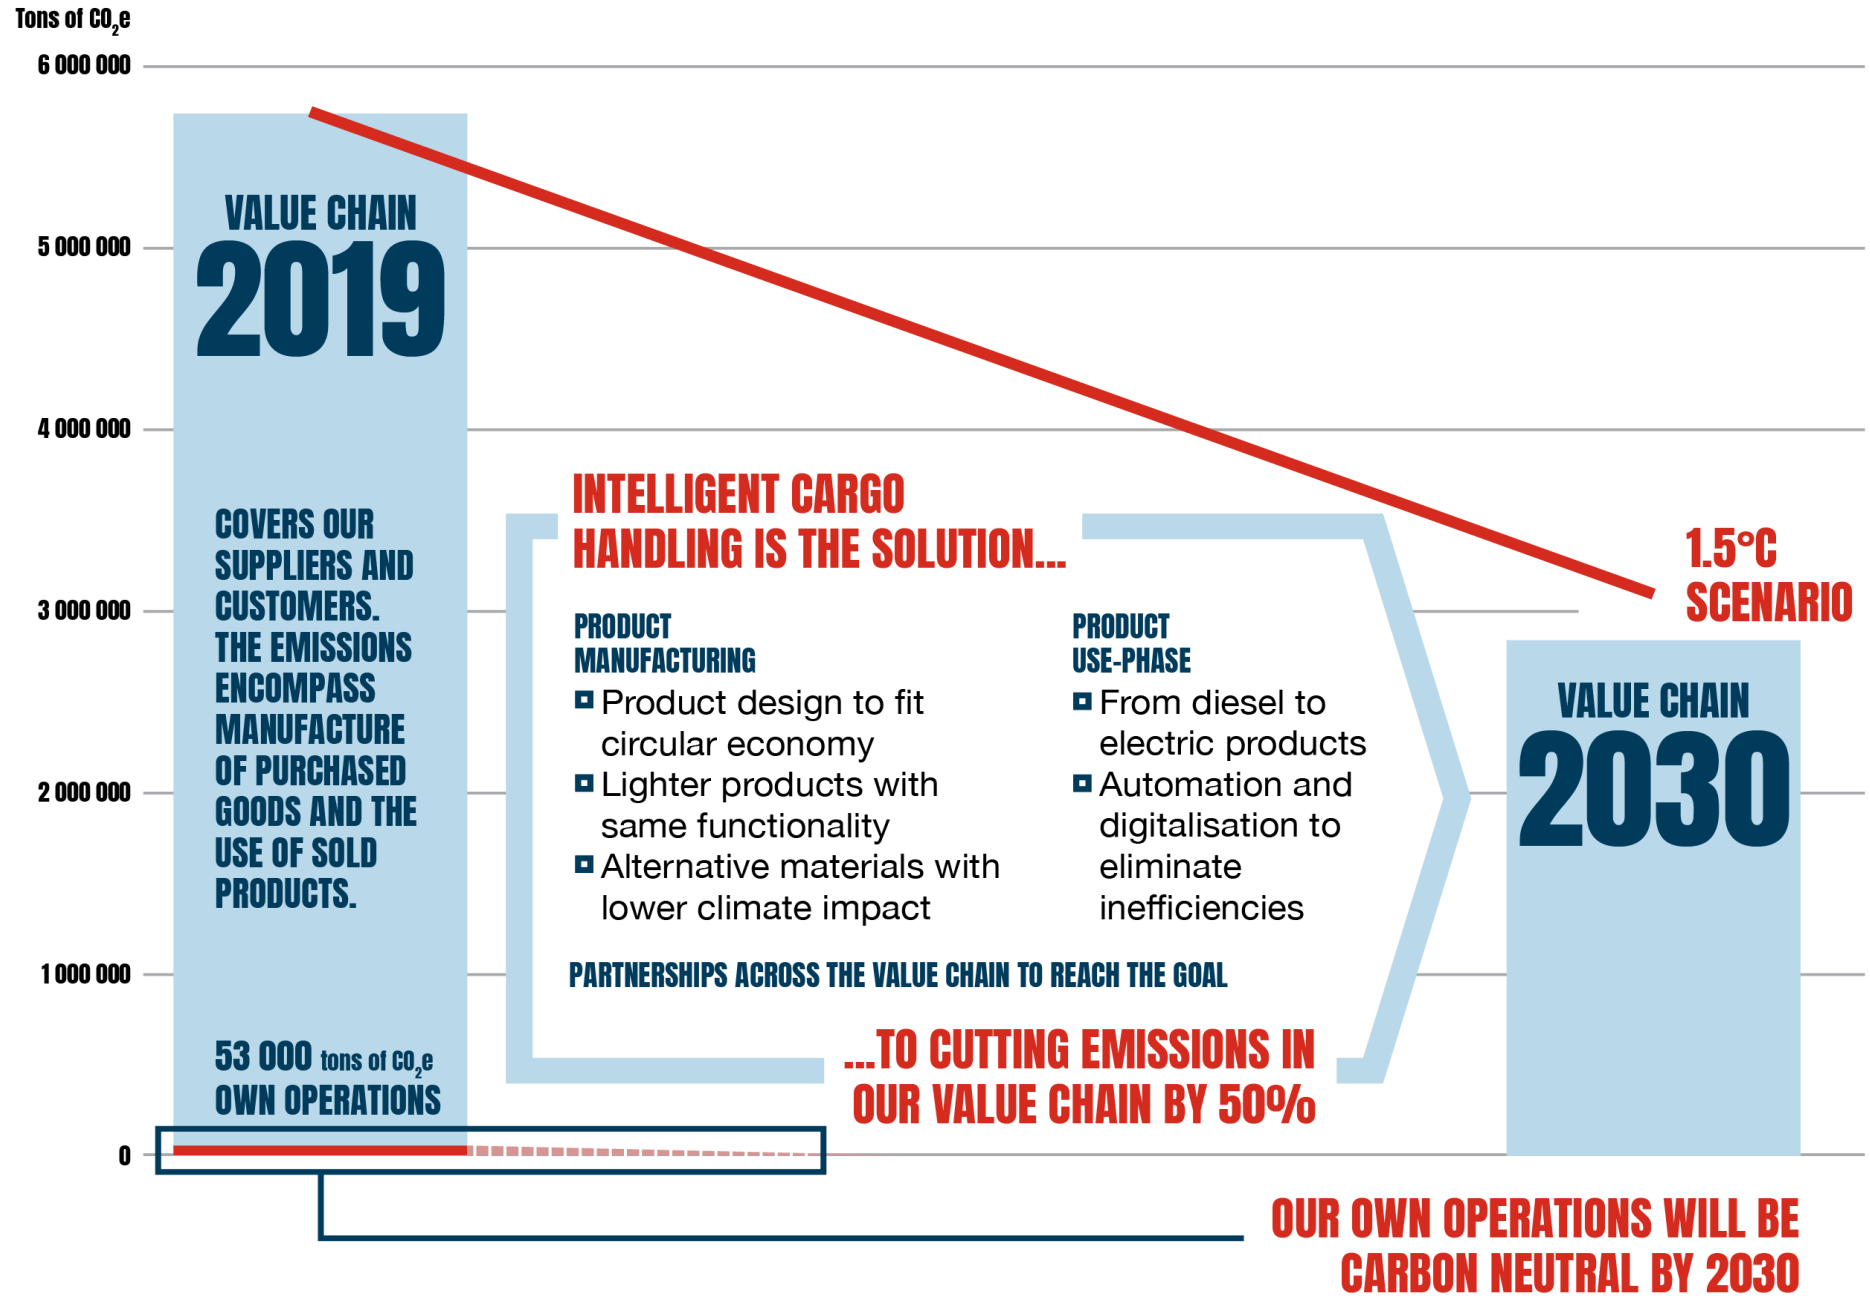 Tons of CO₂e
6 000 000
5 000 000
4 000 000
3 000 000
2 000 000
1 000 000
0
VALUE CHAIN
2019
COVERS OUR
SUPPLIERS AND
CUSTOMERS.
THE EMISSIONS
ENCOMPASS
MANUFACTURE
OF PURCHASED
GOODS AND THE
USE OF SOLD
PRODUCTS.
53 000 tons of CO₂e
OWN OPERATIONS
INTELLIGENT CARGO
HANDLING IS THE SOLUTION...
PRODUCT
MANUFACTURING
Product design to fit
circular economy
Lighter products with
same functionality
Alternative materials with
lower climate impact
PRODUCT
USE-PHASE
From diesel to
electric products
Automation and
digitalisation to
eliminate
inefficiencies
PARTNERSHIPS ACROSS THE VALUE CHAIN TO REACH THE GOAL
...TO CUTTING EMISSIONS IN
OUR VALUE CHAIN BY 50%
1.5°C
SCENARIO
VALUE CHAIN
2030
OUR OWN OPERATIONS WILL BE
CARBON NEUTRAL BY 2030